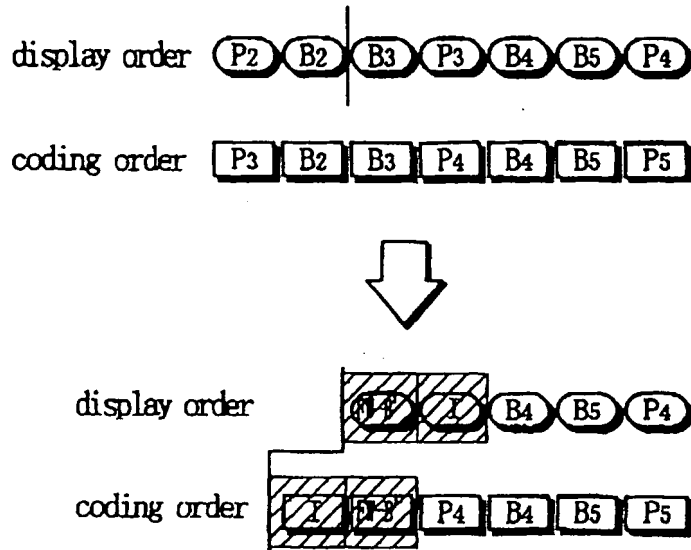 display order P2 B2 B3 P3 B4 B5 P4
coding order P3 B2 B3 P4 B4 B5 P5
display order I B4 B5 P4
coding order I P4 B4 B5 P5